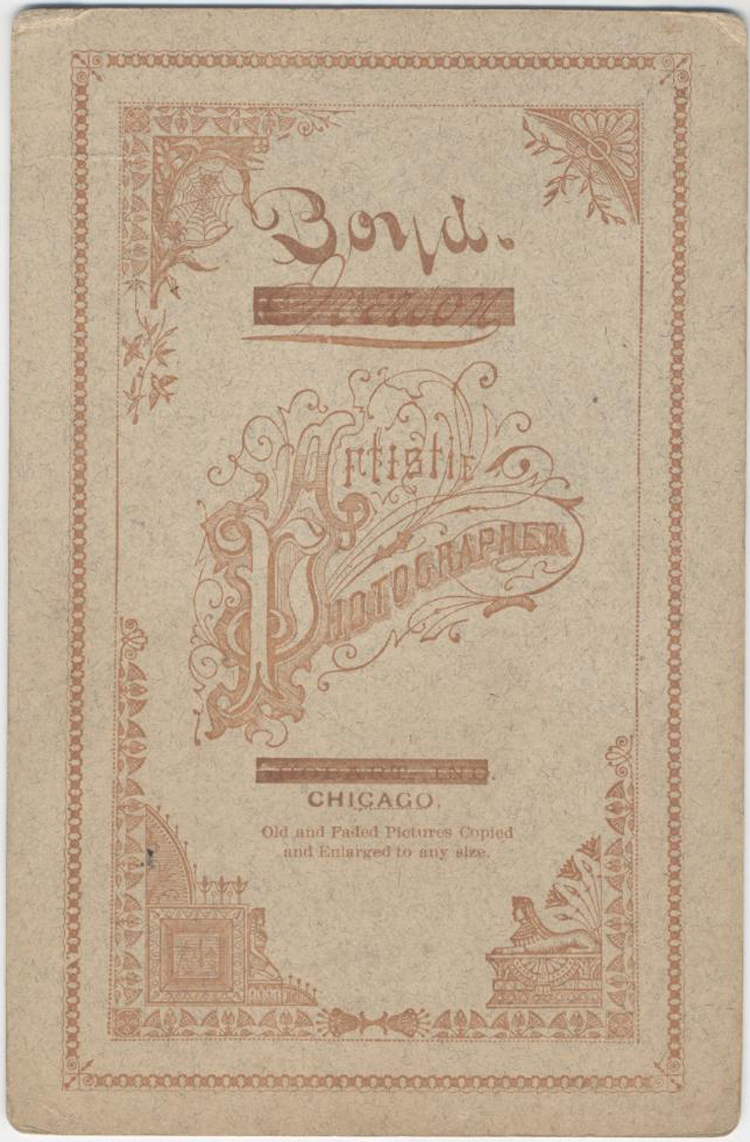 Boyd.
Artistic
Photographer
CHICAGO.
Old and Faded Pictures Copied
and Enlarged to any size.